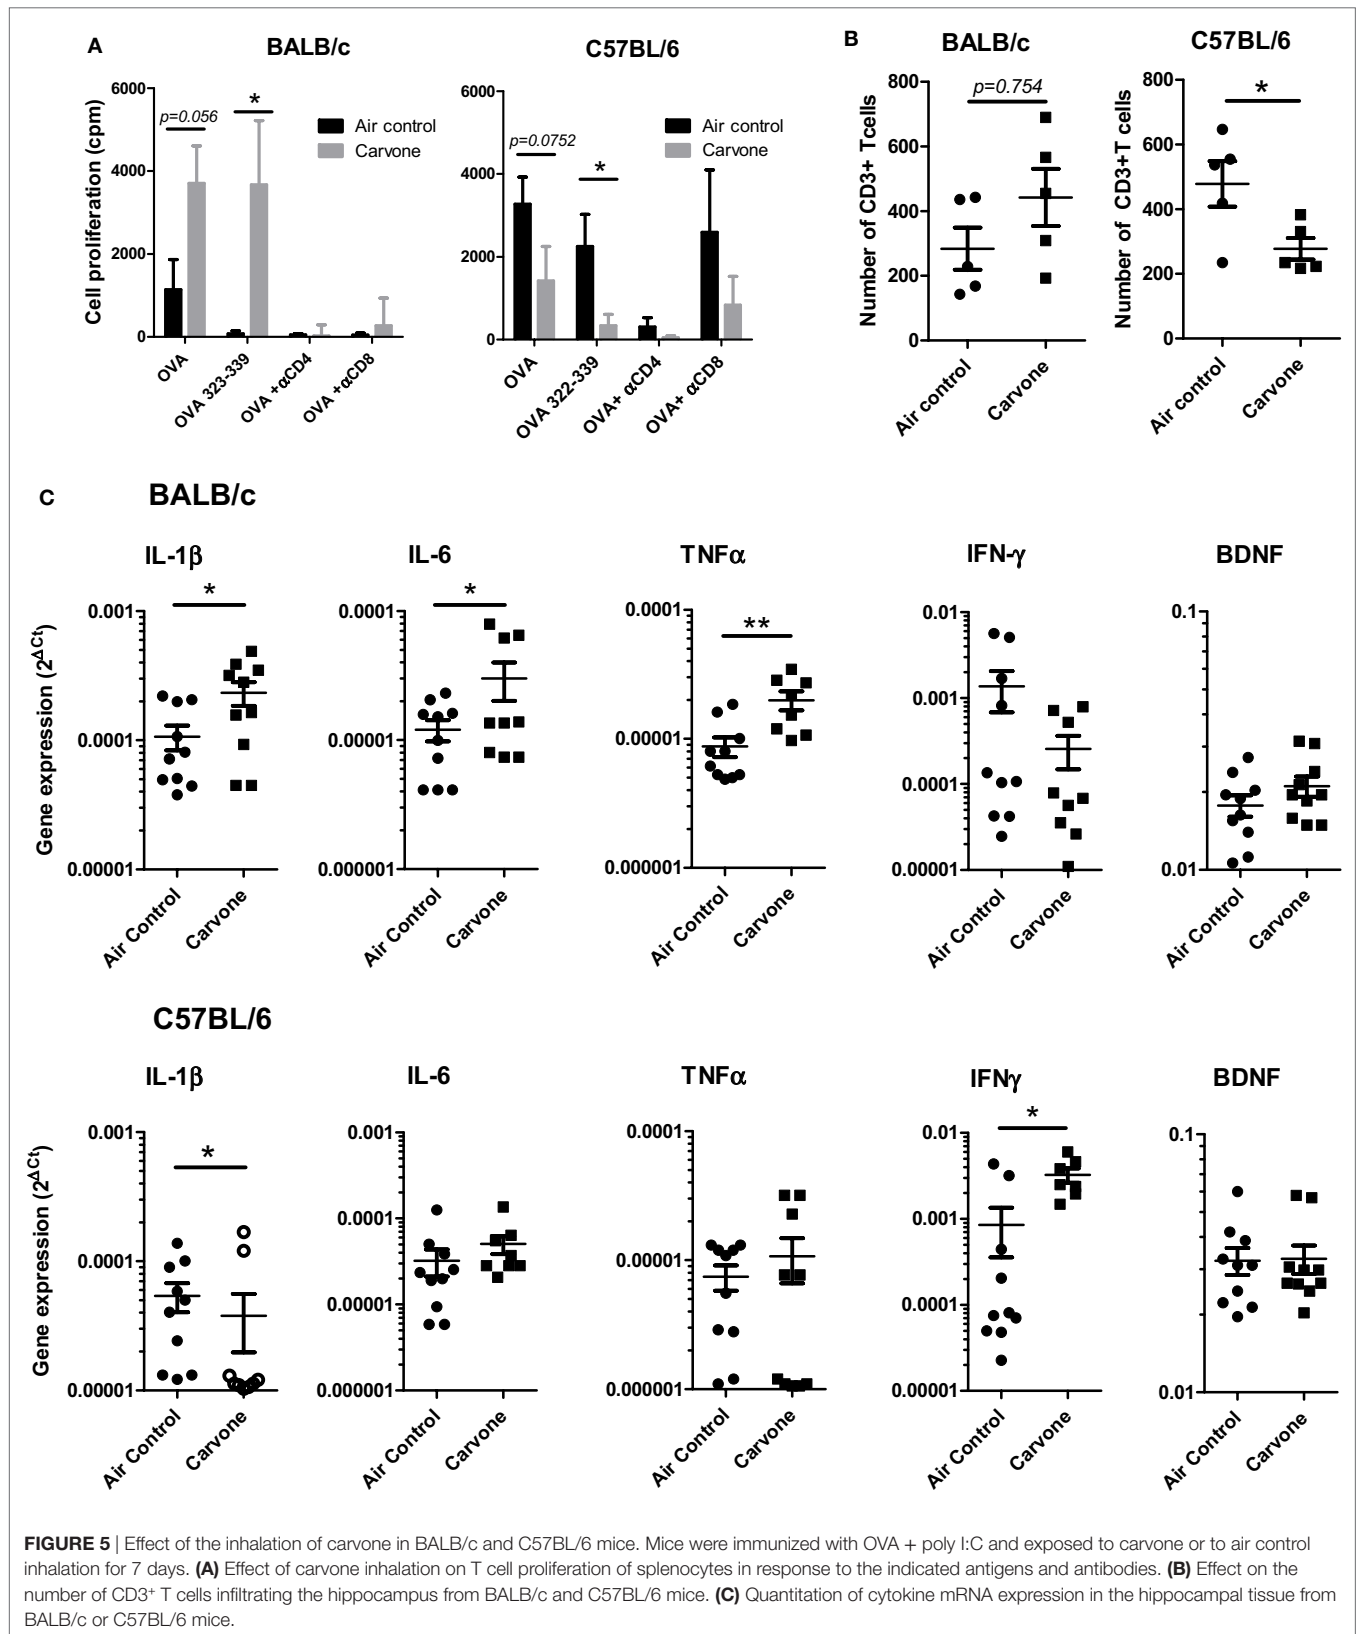 A
BALB/c
C57BL/6
B
BALB/c
C57BL/6
Cell proliferation (cpm)
6000
4000
2000
0
p=0.056
*
Air control
Carvone
OVA
OVA 323-339
OVA +αCD4
OVA +αCD8
6000
4000
2000
0
p=0.0752
*
Air control
Carvone
OVA
OVA 322-339
OVA+ αCD4
OVA+ αCD8
Number of CD3+ Tcells
800
600
400
200
0
p=0.754
Air control
Carvone
Number of CD3+T cells
800
600
400
200
0
*
Air control
Carvone
C
BALB/c
IL-1β
IL-6
TNFα
IFN-γ
BDNF
Gene expression (2^ΔCt)
0.001
0.0001
0.00001
*
Air Control
Carvone
0.0001
0.00001
0.000001
*
Air Control
Carvone
0.0001
0.00001
0.000001
**
Air Control
Carvone
0.01
0.001
0.0001
0.00001
Air Control
Carvone
0.1
0.01
Air Control
Carvone
C57BL/6
IL-1β
IL-6
TNFα
IFNγ
BDNF
Gene expression (2^ΔCt)
0.001
0.0001
0.00001
*
Air Control
Carvone
0.001
0.0001
0.00001
0.000001
Air Control
Carvone
0.0001
0.00001
0.000001
Air Control
Carvone
0.01
0.001
0.0001
0.00001
*
Air Control
Carvone
0.1
0.01
Air Control
Carvone
FIGURE 5 | Effect of the inhalation of carvone in BALB/c and C57BL/6 mice. Mice were immunized with OVA + poly I:C and exposed to carvone or to air control
inhalation for 7 days. (A) Effect of carvone inhalation on T cell proliferation of splenocytes in response to the indicated antigens and antibodies. (B) Effect on the
number of CD3⁺ T cells infiltrating the hippocampus from BALB/c and C57BL/6 mice. (C) Quantitation of cytokine mRNA expression in the hippocampal tissue from
BALB/c or C57BL/6 mice.